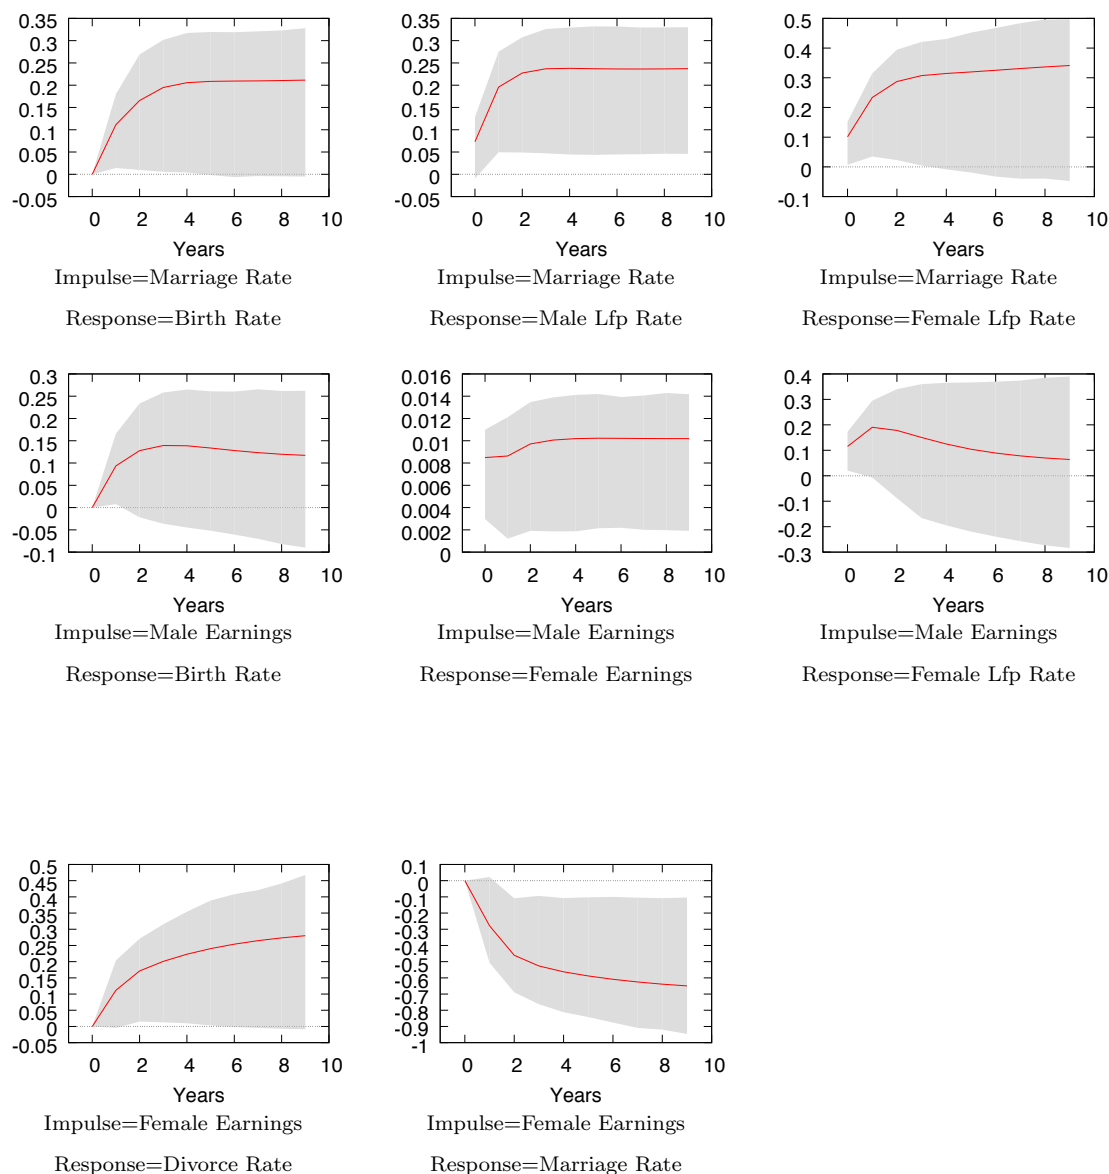 0.35
0.3
0.25
0.2
0.15
0.1
0.05
0
-0.05
0 2 4 6 8 10
Years
Impulse=Marriage Rate
Response=Birth Rate
0.35
0.3
0.25
0.2
0.15
0.1
0.05
0
-0.05
0 2 4 6 8 10
Years
Impulse=Marriage Rate
Response=Male Lfp Rate
0.5
0.4
0.3
0.2
0.1
0
-0.1
0 2 4 6 8 10
Years
Impulse=Marriage Rate
Response=Female Lfp Rate
0.3
0.25
0.2
0.15
0.1
0.05
0
-0.05
-0.1
0 2 4 6 8 10
Years
Impulse=Male Earnings
Response=Birth Rate
0.016
0.014
0.012
0.01
0.008
0.006
0.004
0.002
0
0 2 4 6 8 10
Years
Impulse=Male Earnings
Response=Female Earnings
0.4
0.3
0.2
0.1
0
-0.1
-0.2
-0.3
0 2 4 6 8 10
Years
Impulse=Male Earnings
Response=Female Lfp Rate
0.5
0.45
0.4
0.35
0.3
0.25
0.2
0.15
0.1
0.05
0
-0.05
0 2 4 6 8 10
Years
Impulse=Female Earnings
Response=Divorce Rate
0.1
0
-0.1
-0.2
-0.3
-0.4
-0.5
-0.6
-0.7
-0.8
-0.9
-1
0 2 4 6 8 10
Years
Impulse=Female Earnings
Response=Marriage Rate